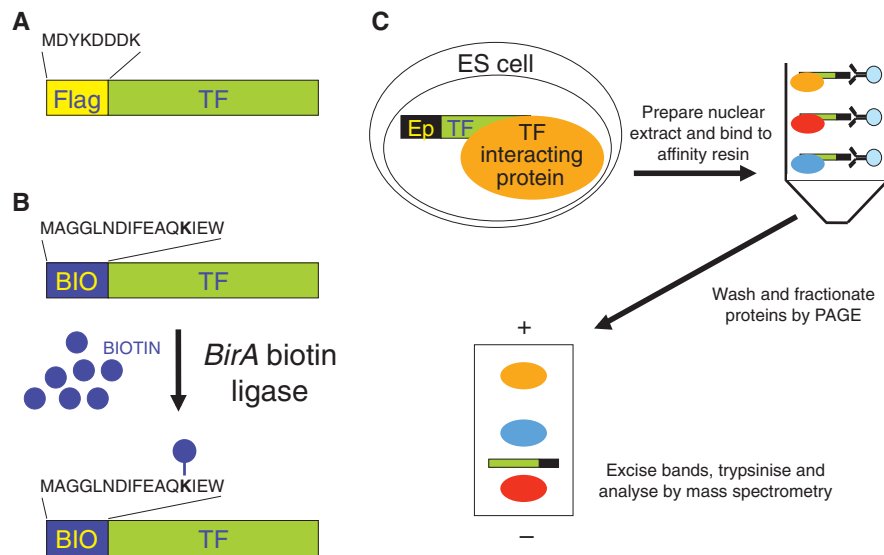 A
MDYKDDDK
Flag TF
B
MAGGLNDIFEAQKIEW
BIO TF
BIOTIN
BirA biotin
ligase
MAGGLNDIFEAQKIEW
BIO TF
C
ES cell
Ep TF
TF
interacting
protein
Prepare nuclear
extract and bind to
affinity resin
Wash and fractionate
proteins by PAGE
+
Excise bands, trypsinise and
analyse by mass spectrometry
–